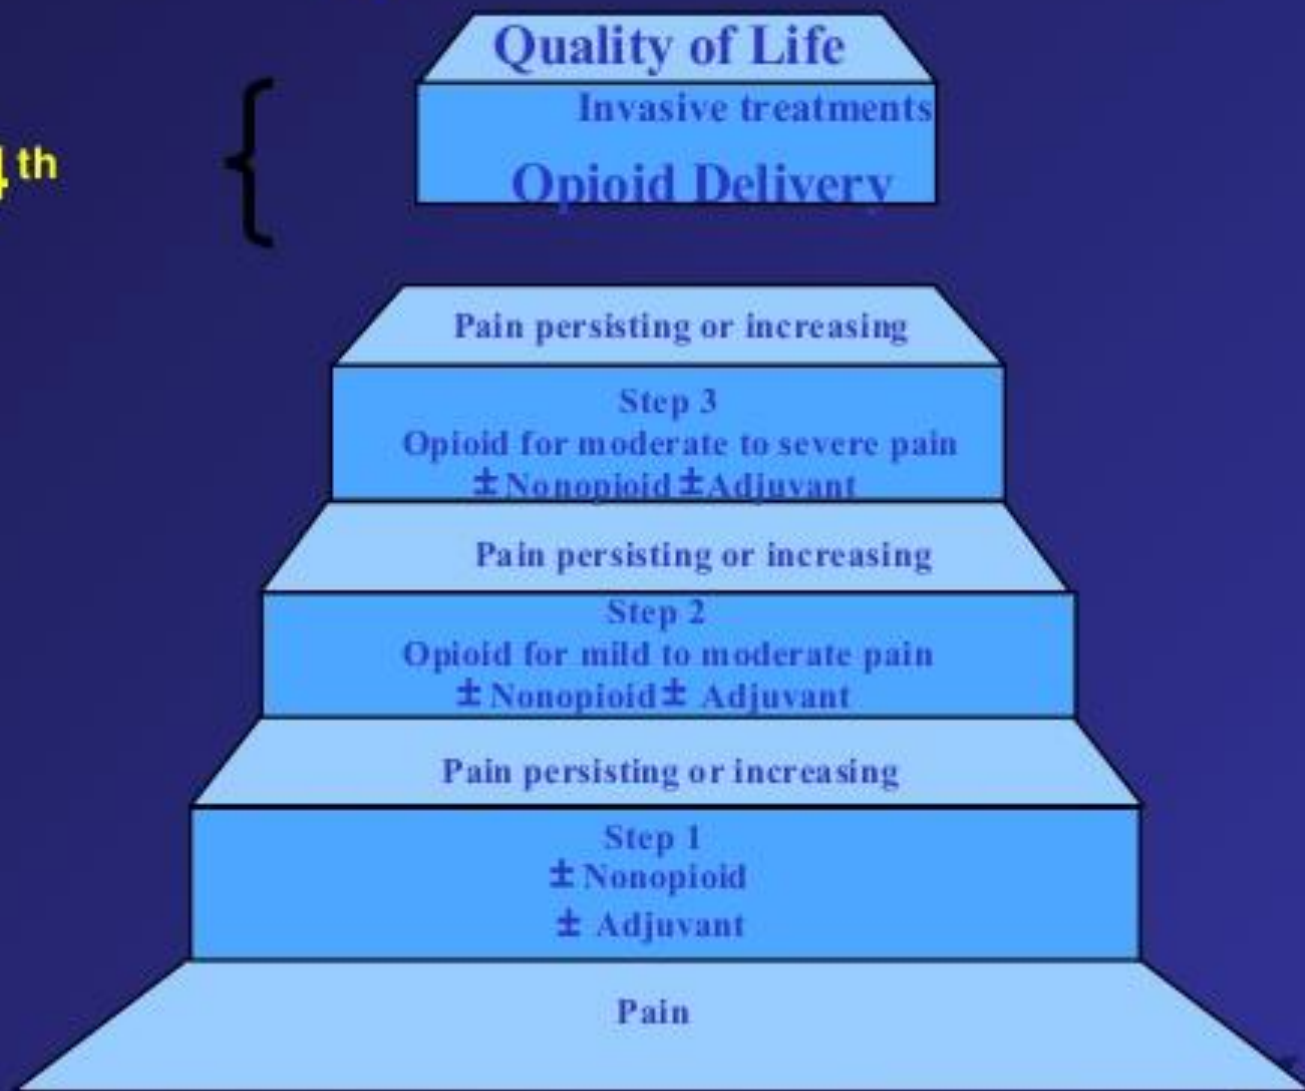 Quality of Life
Invasive treatments
4th
Opioid Delivery
Pain persisting or increasing
Step 3
Opioid for moderate to severe pain
± Nonopioid ± Adjuvant
Pain persisting or increasing
Step 2
Opioid for mild to moderate pain
± Nonopioid ± Adjuvant
Pain persisting or increasing
Step 1
± Nonopioid
± Adjuvant
Pain